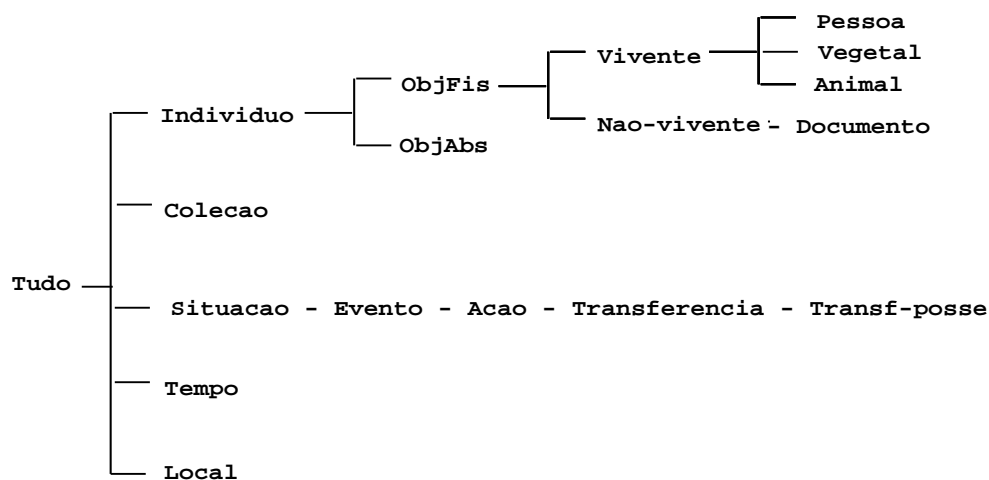 Pessoa
Vivente
Vegetal
Animal
ObjFis
Individuo
Nao-vivente - Documento
ObjAbs
Colecao
Tudo
Situacao - Evento - Acao - Transferencia - Transf-posse
Tempo
Local